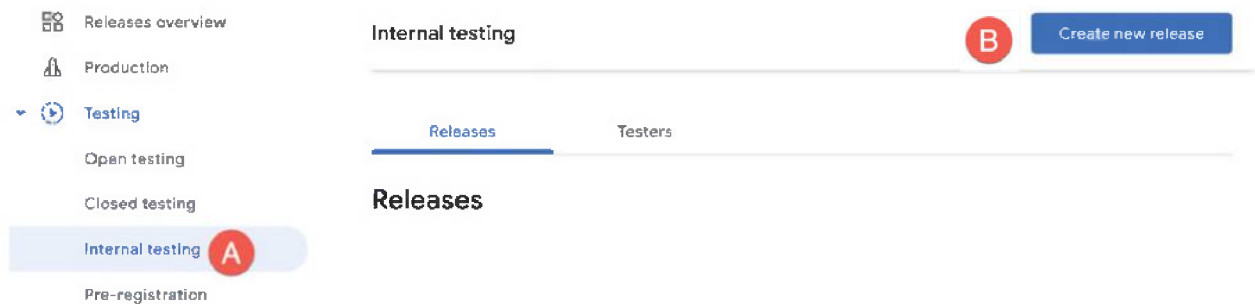 Releases overview
Production
Testing
Open testing
Closed testing
Internal testing A
Pre-registration
Internal testing
B Create new release
Releases Testers
Releases